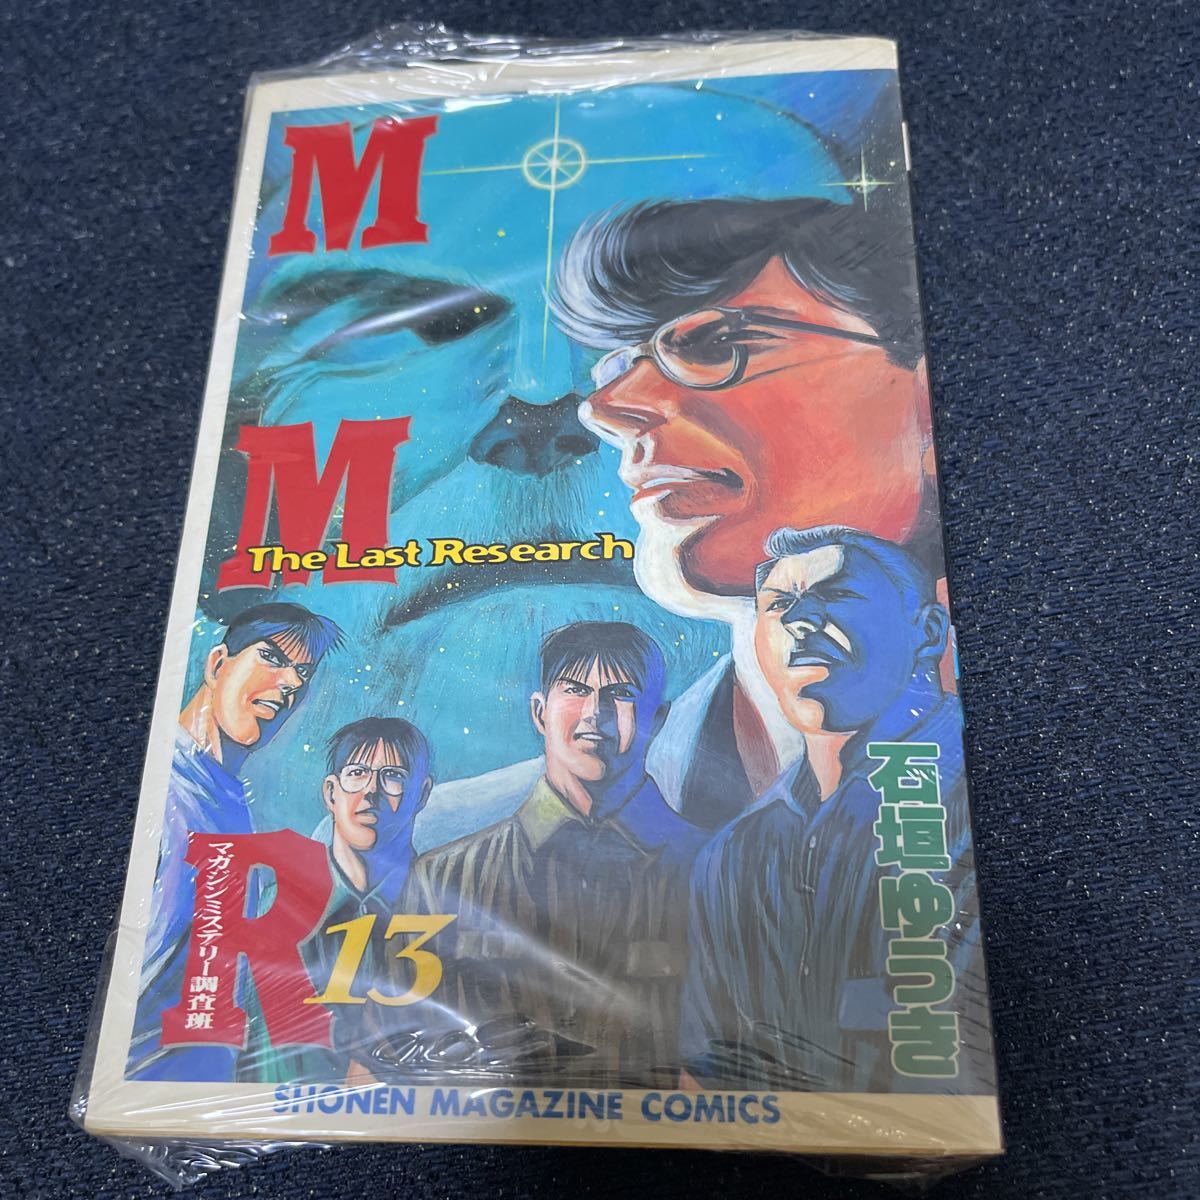 M
M
R
The Last Research
マガジンミステリー調査班
13
石垣ゆうき
SHONEN MAGAZINE COMICS